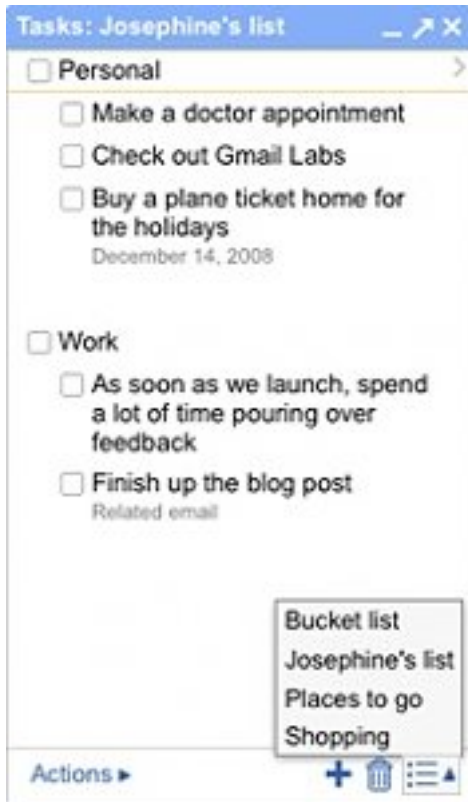 Tasks: Josephine's list
Personal
Make a doctor appointment
Check out Gmail Labs
Buy a plane ticket home for
the holidays
December 14, 2008
Work
As soon as we launch, spend
a lot of time pouring over
feedback
Finish up the blog post
Related email
Bucket list
Josephine's list
Places to go
Shopping
Actions